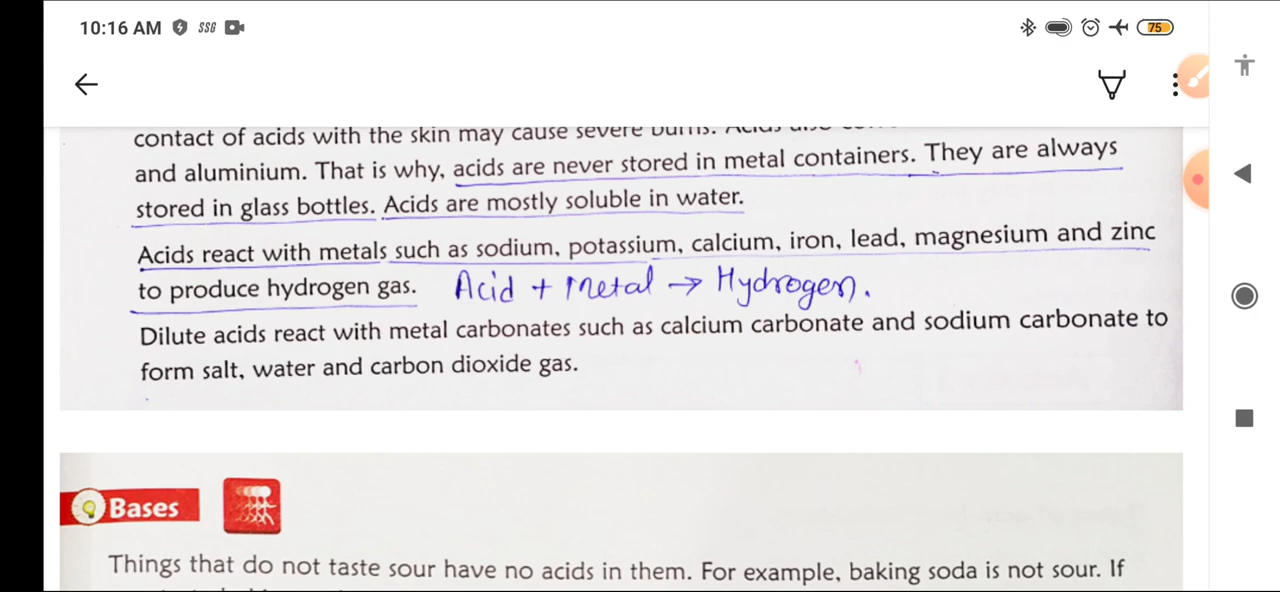 10:16 AM SSG 75
contact of acids with the skin may cause severe burns. Acids also
and aluminium. That is why, acids are never stored in metal containers. They are always
stored in glass bottles. Acids are mostly soluble in water.
Acids react with metals such as sodium, potassium, calcium, iron, lead, magnesium and zinc
to produce hydrogen gas. Acid + Metal → Hydrogen.
Dilute acids react with metal carbonates such as calcium carbonate and sodium carbonate to
form salt, water and carbon dioxide gas.
Bases
Things that do not taste sour have no acids in them. For example, baking soda is not sour. If